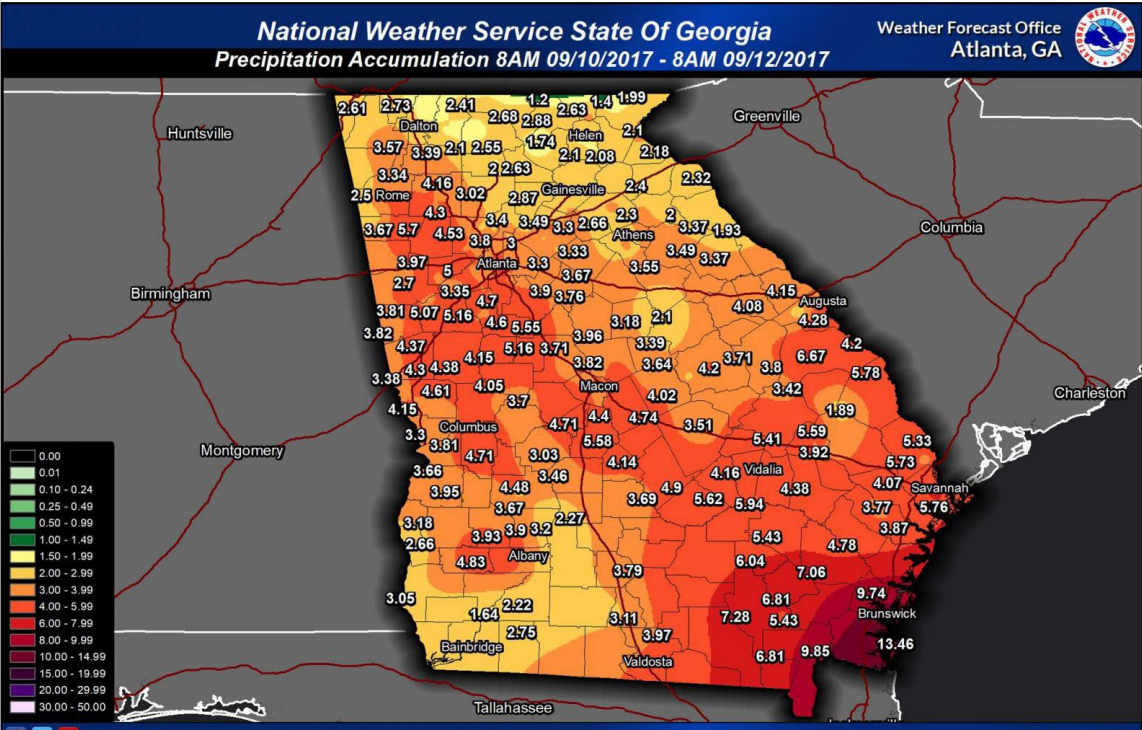 National Weather Service State Of Georgia
Precipitation Accumulation 8AM 09/10/2017 - 8AM 09/12/2017
Weather Forecast Office
Atlanta, GA
NATIONAL WEATHER SERVICE
2.61 2.73 2.41 1.2 1.4 1.99
2.68 2.88 2.63
Huntsville Dalton Helen Greenville
1.74 2.1
3.57 3.39 2.1 2.55 2.1 2.08 2.18
3.34 4.16 2 2.63 2.32
2.5 Rome 3.02 2.87 Gainesville 2.4
4.3 3.4 3.49 3.3 2.66 2.3 2
3.67 5.7 4.53 3.8 3 Athens 3.37 1.93 Columbia
3.97 Atlanta 3.3 3.33 3.49
5 3.67 3.55 3.37
Birmingham 2.7 3.35 3.9 3.76 4.15
4.7 4.08 Augusta
3.81 5.07 5.16 4.6 5.55 3.18 2.1 4.28
3.82 3.96 3.39 4.2
4.37 4.15 5.16 3.71 3.82 3.64 3.71 6.67
3.38 4.3 4.38 4.2 3.8 5.78
4.61 4.05 Macon 3.42 Charleston
4.15 3.7 4.02 1.89
Columbus 4.71 4.4 4.74 3.51
3.3 3.81 5.58 5.41 5.59 5.33
Montgomery 4.71 3.03 3.92
3.66 3.46 4.14 4.16 Vidalia 5.73
3.95 4.48 3.69 4.9 5.62 5.94 4.38 4.07 Savannah
3.67 3.77 5.76
3.18 3.93 3.9 3.2 2.27 5.43 3.87
2.66 Albany 4.78
4.83 3.79 6.04 7.06
3.05 2.22 6.81 9.74
1.64 3.11 7.28 5.43 Brunswick
2.75 3.97 13.46
Bainbridge Valdosta 6.81 9.85
Tallahassee
0.00
0.01
0.10 - 0.24
0.25 - 0.49
0.50 - 0.99
1.00 - 1.49
1.50 - 1.99
2.00 - 2.99
3.00 - 3.99
4.00 - 5.99
6.00 - 7.99
8.00 - 9.99
10.00 - 14.99
15.00 - 19.99
20.00 - 29.99
30.00 - 50.00